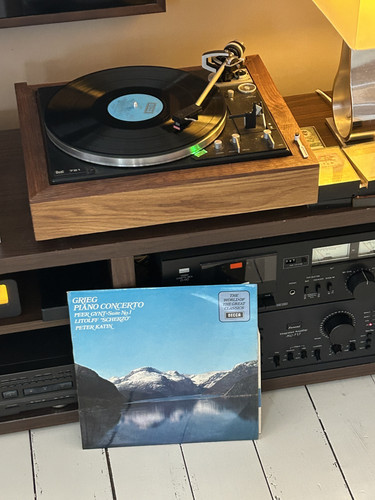 GRIEG
PIANO CONCERTO
PEER GYNT-Suite No.1
LITOLFF 'SCHERZO'
PETER KATIN
THE
WORLD OF
THE GREAT
CLASSICS
DECCA